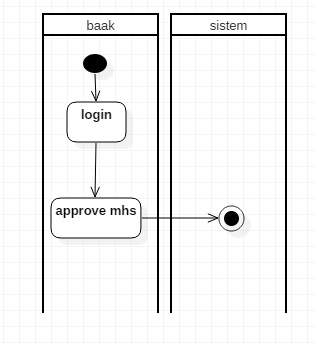 baak
sistem
login
approve mhs